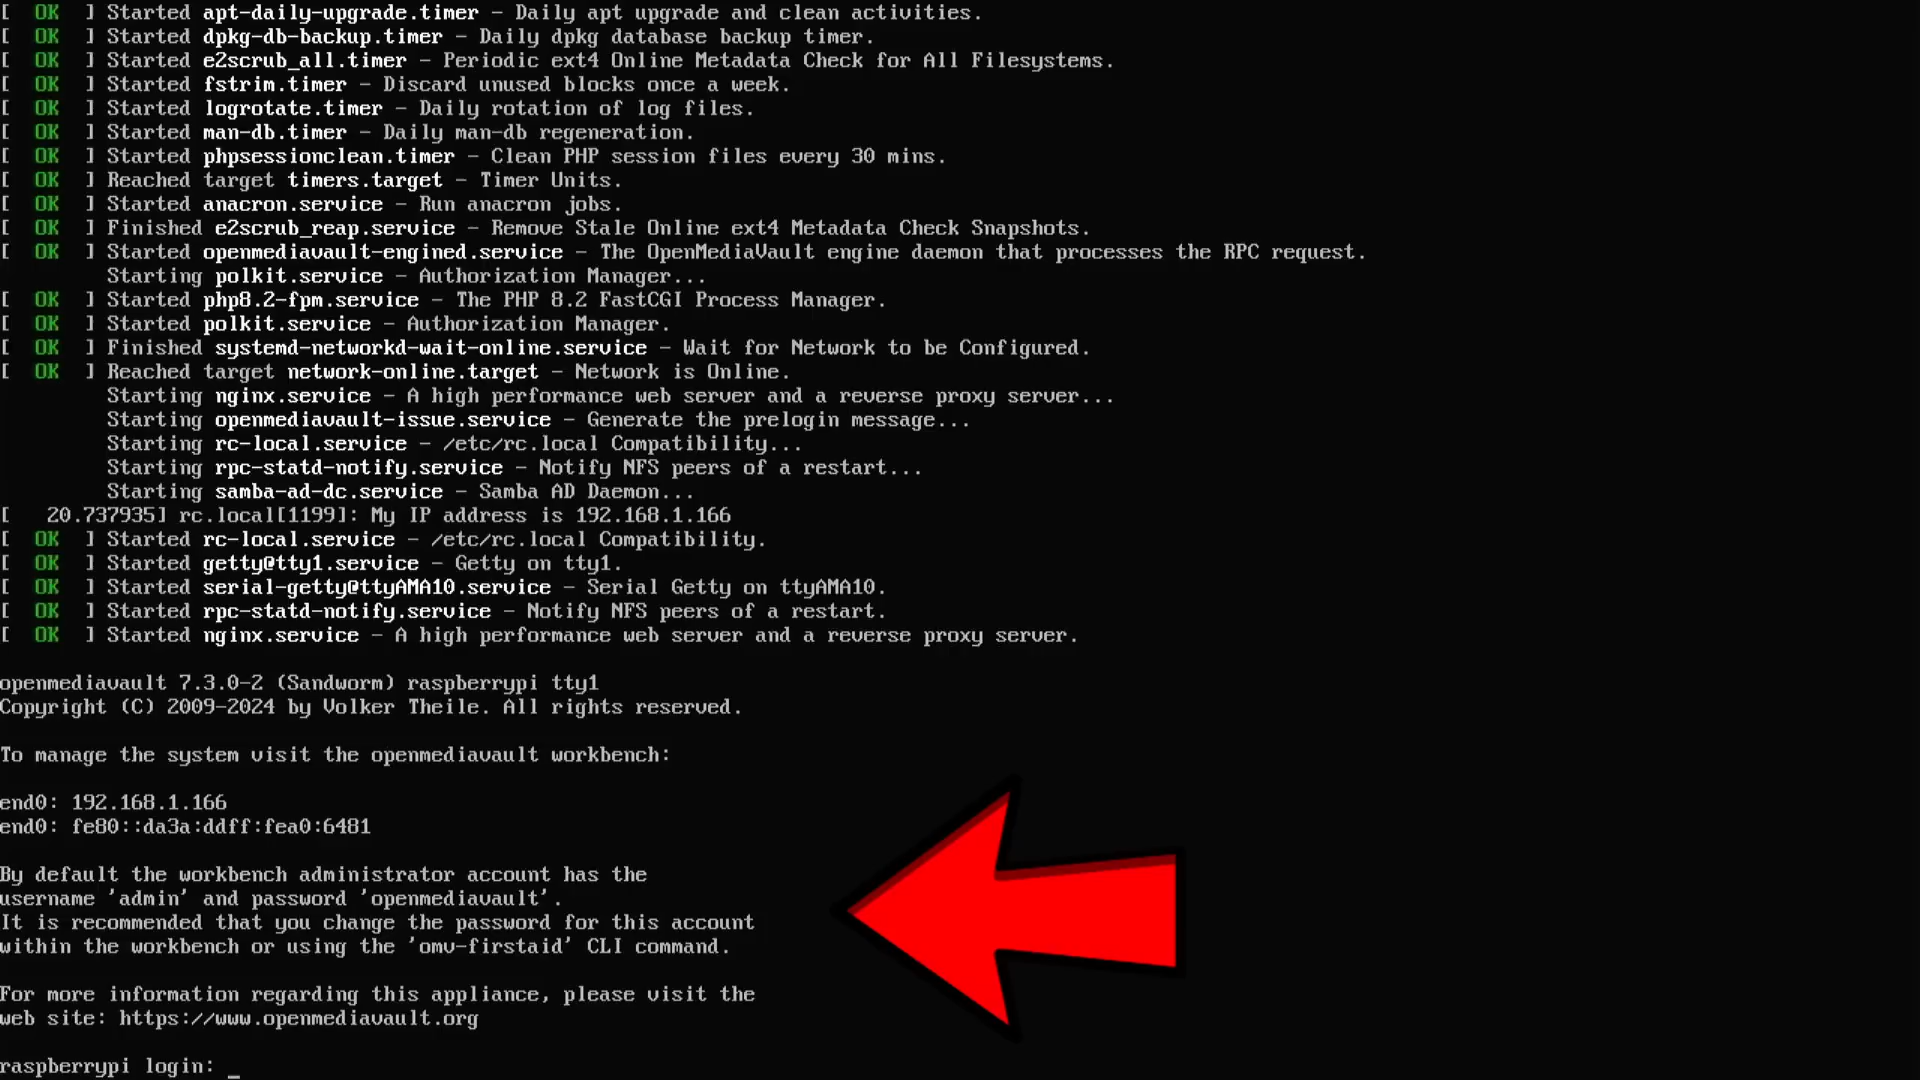 [  OK  ] Started apt-daily-upgrade.timer - Daily apt upgrade and clean activities.
[  OK  ] Started dpkg-db-backup.timer - Daily dpkg database backup timer.
[  OK  ] Started e2scrub_all.timer - Periodic ext4 Online Metadata Check for All Filesystems.
[  OK  ] Started fstrim.timer - Discard unused blocks once a week.
[  OK  ] Started logrotate.timer - Daily rotation of log files.
[  OK  ] Started man-db.timer - Daily man-db regeneration.
[  OK  ] Started phpsessionclean.timer - Clean PHP session files every 30 mins.
[  OK  ] Reached target timers.target - Timer Units.
[  OK  ] Started anacron.service - Run anacron jobs.
[  OK  ] Finished e2scrub_reap.service - Remove Stale Online ext4 Metadata Check Snapshots.
[  OK  ] Started openmediavault-engined.service - The OpenMediaVault engine daemon that processes the RPC request.
         Starting polkit.service - Authorization Manager...
[  OK  ] Started php8.2-fpm.service - The PHP 8.2 FastCGI Process Manager.
[  OK  ] Started polkit.service - Authorization Manager.
[  OK  ] Finished systemd-networkd-wait-online.service - Wait for Network to be Configured.
[  OK  ] Reached target network-online.target - Network is Online.
         Starting nginx.service - A high performance web server and a reverse proxy server...
         Starting openmediavault-issue.service - Generate the prelogin message...
         Starting rc-local.service - /etc/rc.local Compatibility...
         Starting rpc-statd-notify.service - Notify NFS peers of a restart...
         Starting samba-ad-dc.service - Samba AD Daemon...
[   20.737935] rc.local[1199]: My IP address is 192.168.1.166
[  OK  ] Started rc-local.service - /etc/rc.local Compatibility.
[  OK  ] Started getty@tty1.service - Getty on tty1.
[  OK  ] Started serial-getty@ttyAMA10.service - Serial Getty on ttyAMA10.
[  OK  ] Started rpc-statd-notify.service - Notify NFS peers of a restart.
[  OK  ] Started nginx.service - A high performance web server and a reverse proxy server.
openmediavault 7.3.0-2 (Sandworm) raspberrypi tty1
Copyright (C) 2009-2024 by Volker Theile. All rights reserved.
To manage the system visit the openmediavault workbench:
end0: 192.168.1.166
end0: fe80::da3a:ddff:fea0:6481
By default the workbench administrator account has the
username 'admin' and password 'openmediavault'.
It is recommended that you change the password for this account
within the workbench or using the 'omv-firstaid' CLI command.
For more information regarding this appliance, please visit the
web site: https://www.openmediavault.org
raspberrypi login: _